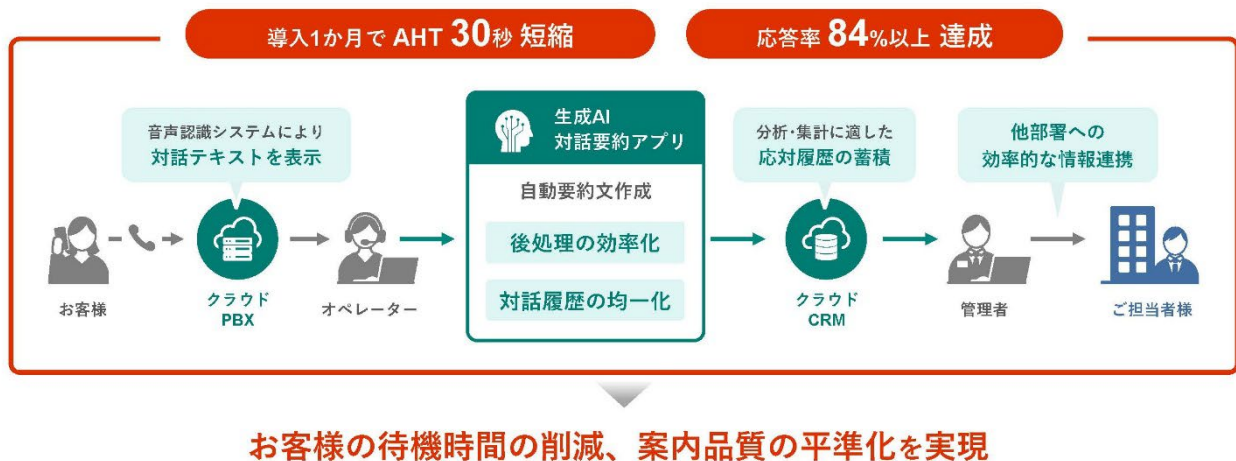 導入1か月で AHT 30秒 短縮
応答率 84%以上 達成
音声認識システムにより
対話テキストを表示
お客様
クラウド
PBX
オペレーター
生成AI
対話要約アプリ
自動要約文作成
後処理の効率化
対話履歴の均一化
分析・集計に適した
応対履歴の蓄積
クラウド
CRM
他部署への
効率的な情報連携
管理者
ご担当者様
お客様の待機時間の削減、案内品質の平準化を実現